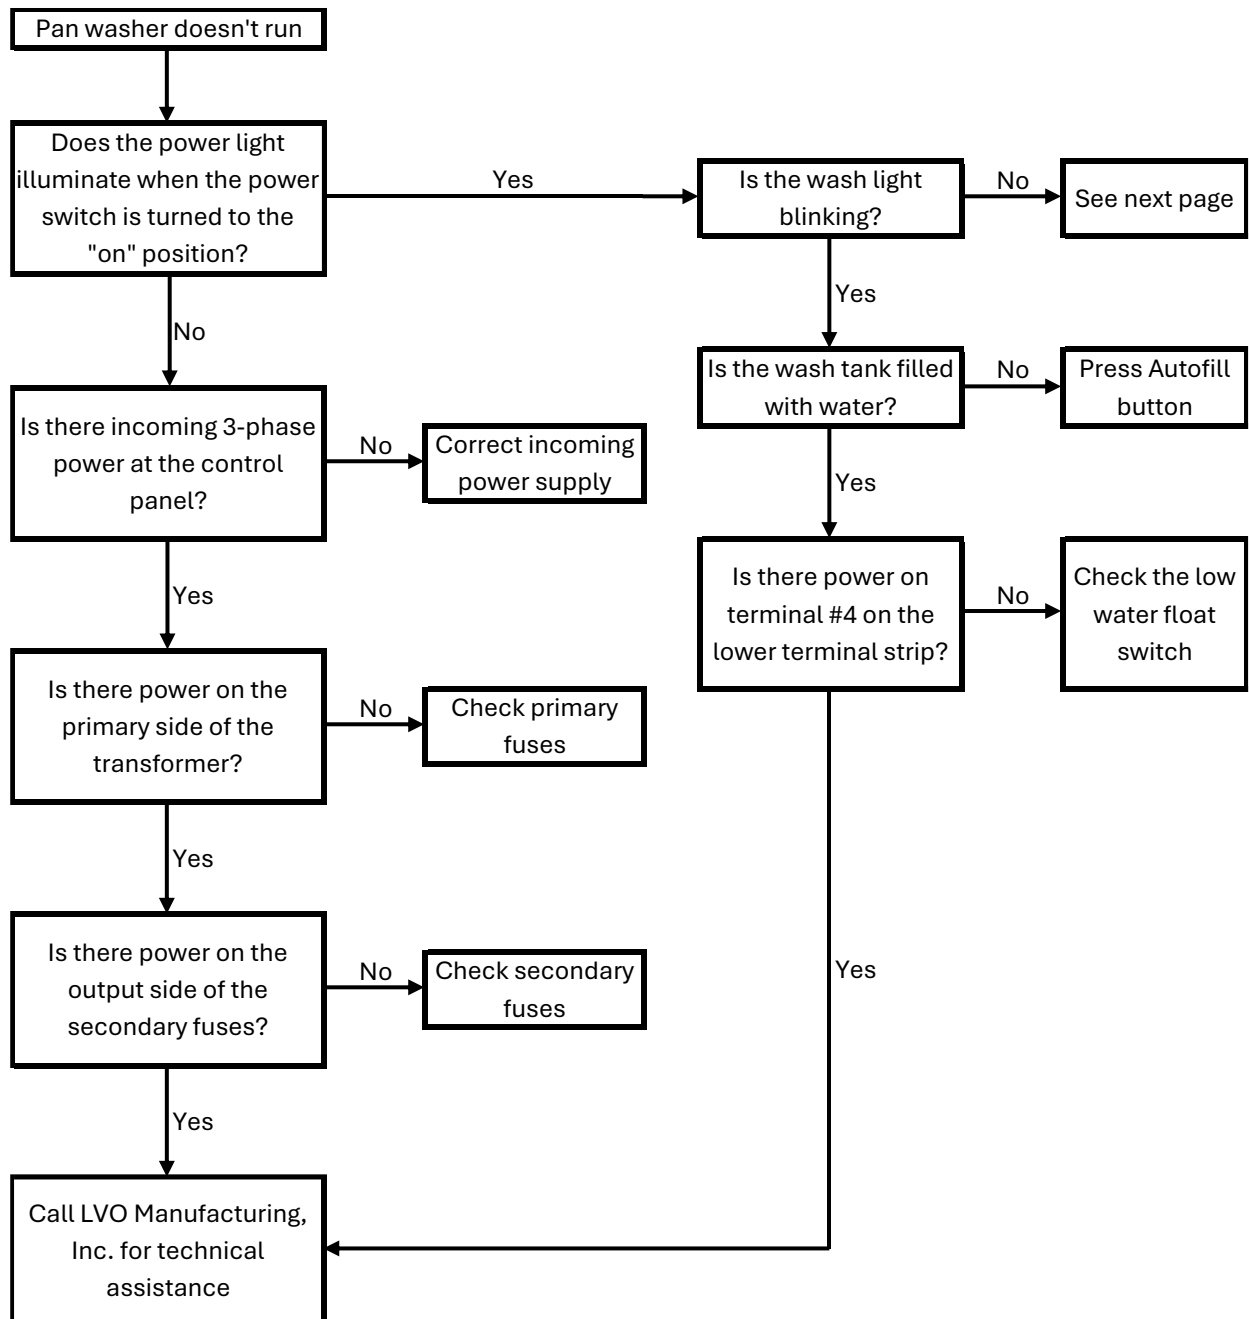 Pan washer doesn't run
Does the power light
illuminate when the power
switch is turned to the
"on" position?
Yes
Is the wash light
blinking?
No
See next page
Yes
No
Is the wash tank filled
with water?
No
Press Autofill
button
Is there incoming 3-phase
power at the control
panel?
No
Correct incoming
power supply
Yes
Is there power on
terminal #4 on the
lower terminal strip?
No
Check the low
water float
switch
Yes
Is there power on the
primary side of the
transformer?
No
Check primary
fuses
Yes
Is there power on the
output side of the
secondary fuses?
No
Check secondary
fuses
Yes
Yes
Call LVO Manufacturing,
Inc. for technical
assistance